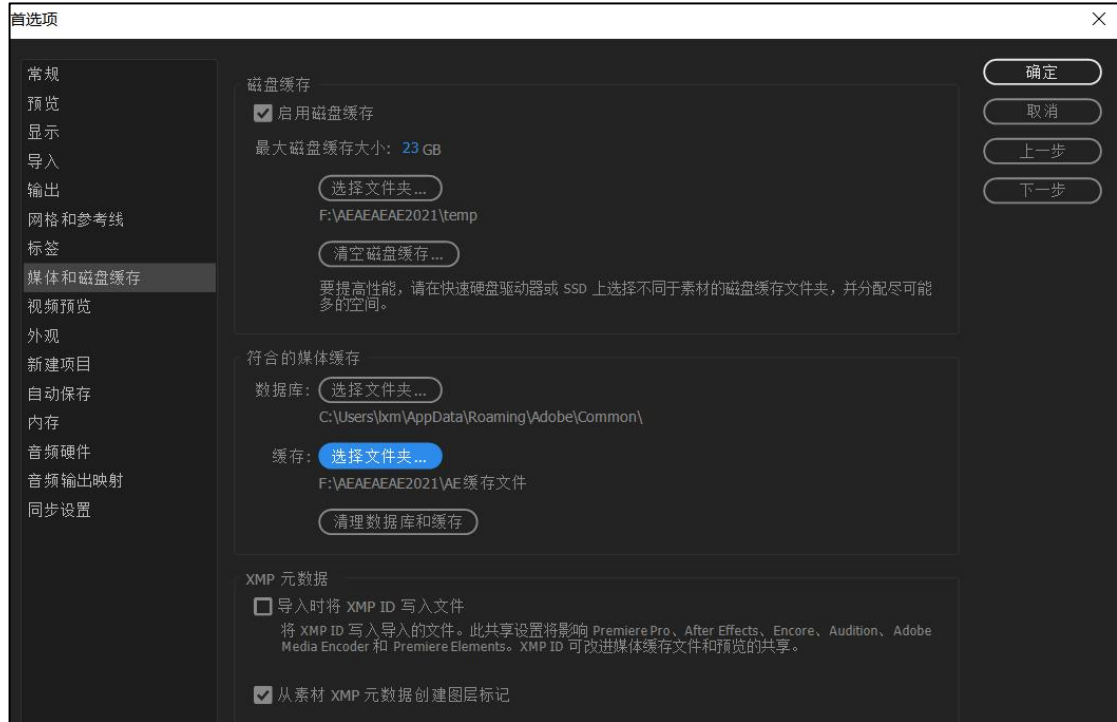 首选项
常规
预览
显示
导入
输出
网格和参考线
标签
媒体和磁盘缓存
视频预览
外观
新建项目
自动保存
内存
音频硬件
音频输出映射
同步设置
磁盘缓存
启用磁盘缓存
最大磁盘缓存大小: 23 GB
选择文件夹...
F:\AEAEAEAE2021\temp
清空磁盘缓存...
要提高性能，请在快速硬盘驱动器或 SSD 上选择不同于素材的磁盘缓存文件夹，并分配尽可能
多的空间。
符合的媒体缓存
数据库: 选择文件夹...
C:\Users\lxm\AppData\Roaming\Adobe\Common\
缓存: 选择文件夹...
F:\AEAEAEAE2021\AE缓存文件
清理数据库和缓存
XMP 元数据
导入时将 XMP ID 写入文件
将 XMP ID 写入导入的文件。此共享设置将影响 Premiere Pro、After Effects、Encore、Audition、Adobe
Media Encoder 和 Premiere Elements。XMP ID 可改进媒体缓存文件和预览的共享。
从素材 XMP 元数据创建图层标记
确定
取消
上一步
下一步